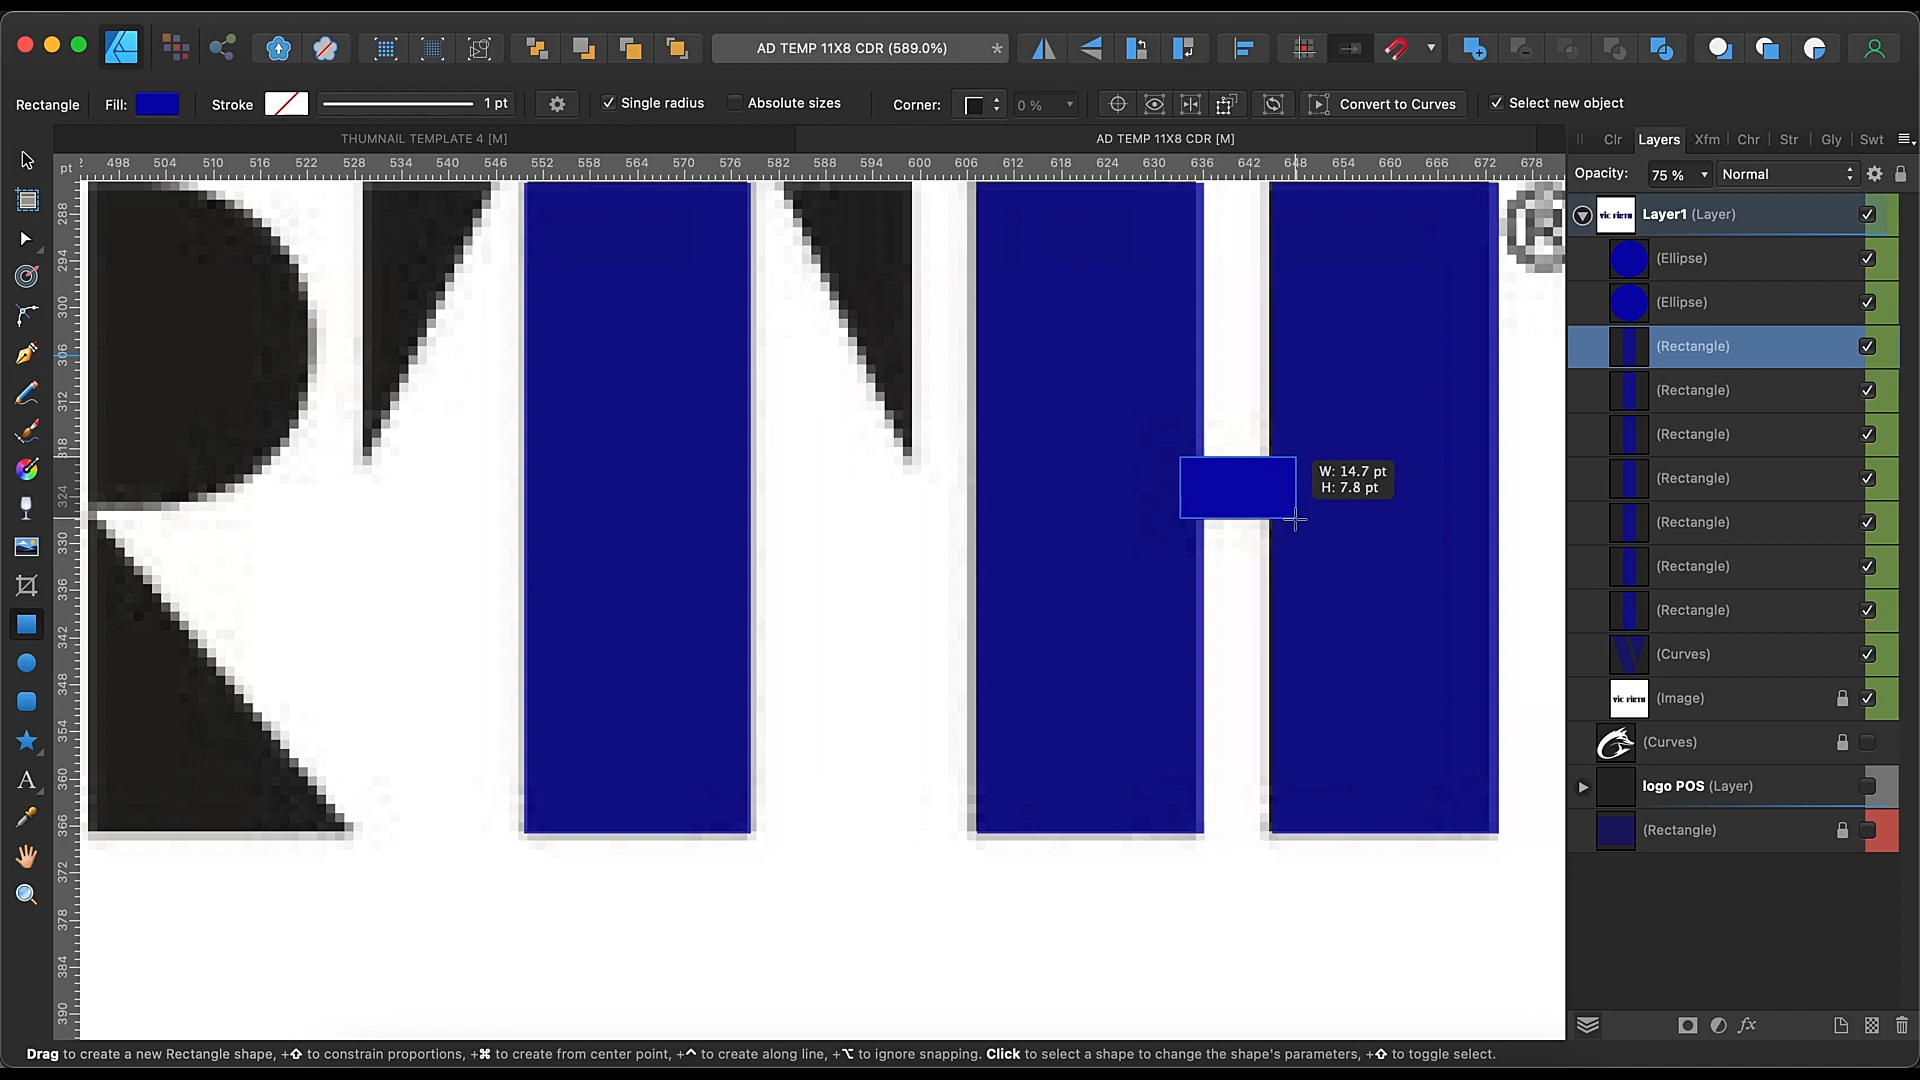 AD TEMP 11X8 CDR (589.0%)
*
Rectangle
Fill:
Stroke
1 pt
Single radius
Absolute sizes
Corner:
0 %
Convert to Curves
Select new object
THUMNAIL TEMPLATE 4 [M]
AD TEMP 11X8 CDR [M]
Clr
Layers
Xfm
Chr
Str
Gly
Swt
pt
498 504 510 516 522 528 534 540 546 552 558 564 570 576 582 588 594 600 606 612 618 624 630 636 642 648 654 660 666 672 678
Opacity:
75 %
Normal
288
294
300
306
312
318
324
330
336
342
348
354
360
366
372
378
384
390
R
W: 14.7 pt
H: 7.8 pt
VIC FIRTH
Layer1 (Layer)
(Ellipse)
(Ellipse)
(Rectangle)
(Rectangle)
(Rectangle)
(Rectangle)
(Rectangle)
(Rectangle)
(Rectangle)
(Curves)
VIC FIRTH
(Image)
(Curves)
logo POS (Layer)
(Rectangle)
fx
A
Drag to create a new Rectangle shape, +⇧ to constrain proportions, +⌘ to create from center point, +^ to create along line, +⌥ to ignore snapping. Click to select a shape to change the shape's parameters, +⇧ to toggle select.